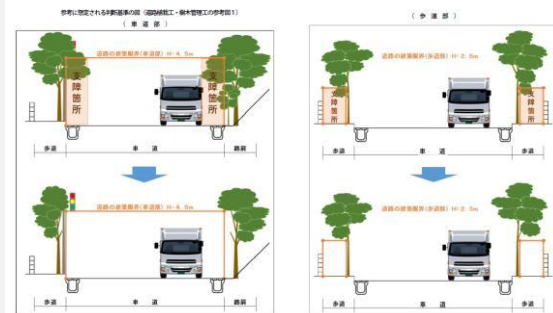 参考に想定される判断基準の図（道路植栽工・樹木管理工の参考図1）
（車道部）
道路の建築限界(車道部) H=4.5m
支障箇所
支障箇所
歩道
車道
路肩
道路の建築限界(車道部) H=4.5m
歩道
車道
路肩
（歩道部）
道路の建築限界(歩道部) H=2.5m
支障箇所
支障箇所
歩道
車道
歩道
道路の建築限界(歩道部) H=2.5m
歩道
車道
歩道